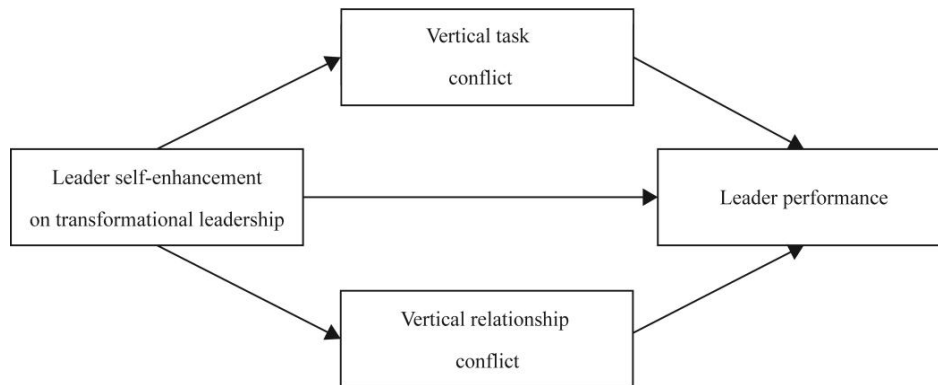 Vertical task
conflict
Leader self-enhancement
on transformational leadership
Leader performance
Vertical relationship
conflict